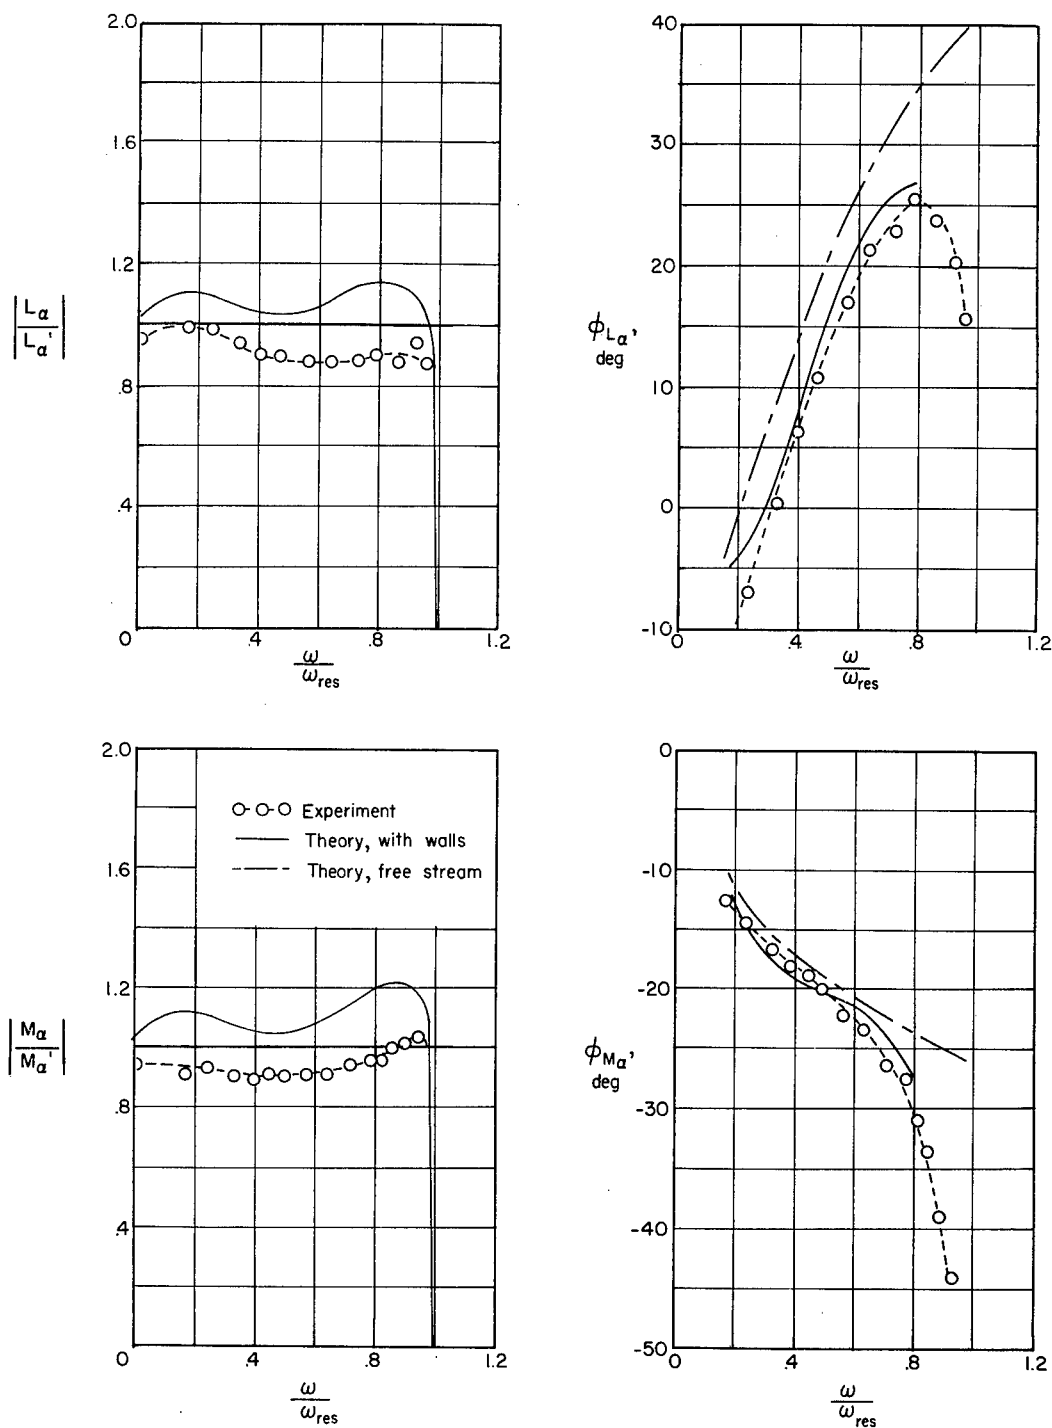 2.0
1.6
1.2
.8
.4
0
.4
.8
1.2
|Lα/Lα'|
ω/ωres
40
30
20
10
0
-10
0
.4
.8
1.2
ϕLα,
deg
ω/ωres
2.0
1.6
1.2
.8
.4
0
.4
.8
1.2
|Mα/Mα'|
ω/ωres
Experiment
Theory, with walls
Theory, free stream
0
-10
-20
-30
-40
-50
0
.4
.8
1.2
ϕMα,
deg
ω/ωres